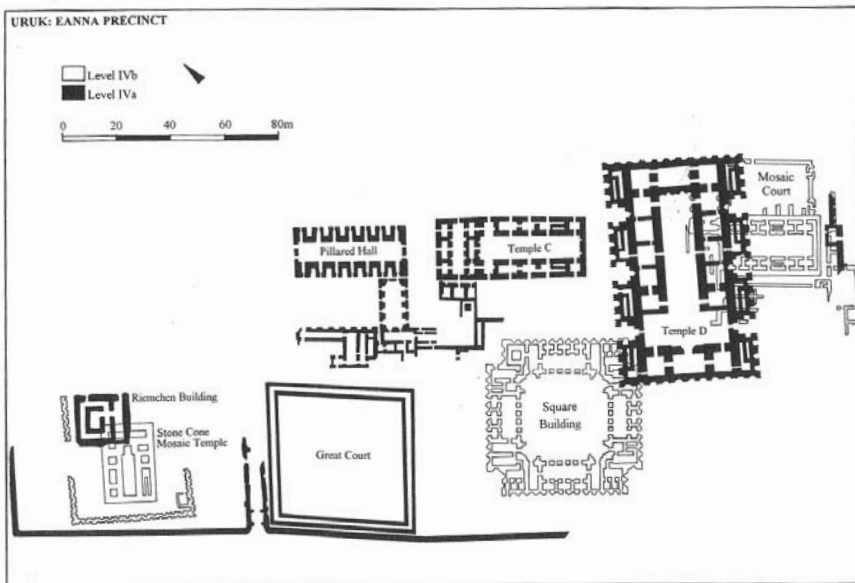 URUK: EANNA PRECINCT
Level IVb
Level IVa
0 20 40 60 80m
Mosaic
Court
Pillared Hall
Temple C
Temple D
Riemchen Building
Stone Cone
Mosaic Temple
Square
Building
Great Court